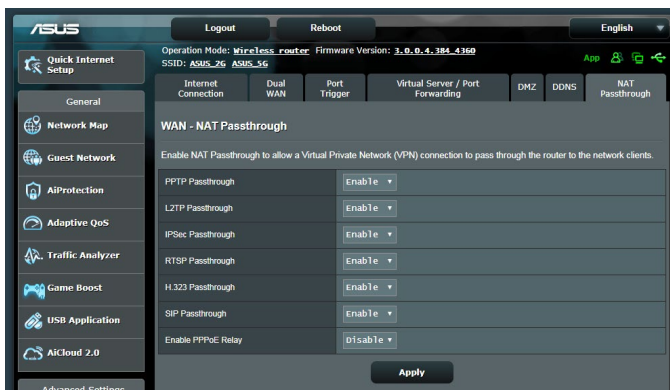 ASUS
Logout
Reboot
English
Operation Mode: Wireless router Firmware Version: 3.0.0.4.384_4360
SSID: ASUS_2G ASUS_5G
App
Quick Internet
Setup
General
Network Map
Guest Network
AiProtection
Adaptive QoS
Traffic Analyzer
Game Boost
USB Application
AiCloud 2.0
Advanced Settings
Internet
Connection
Dual
WAN
Port
Trigger
Virtual Server / Port
Forwarding
DMZ
DDNS
NAT
Passthrough
WAN - NAT Passthrough
Enable NAT Passthrough to allow a Virtual Private Network (VPN) connection to pass through the router to the network clients.
PPTP Passthrough Enable
L2TP Passthrough Enable
IPSec Passthrough Enable
RTSP Passthrough Enable
H.323 Passthrough Enable
SIP Passthrough Enable
Enable PPPoE Relay Disable
Apply